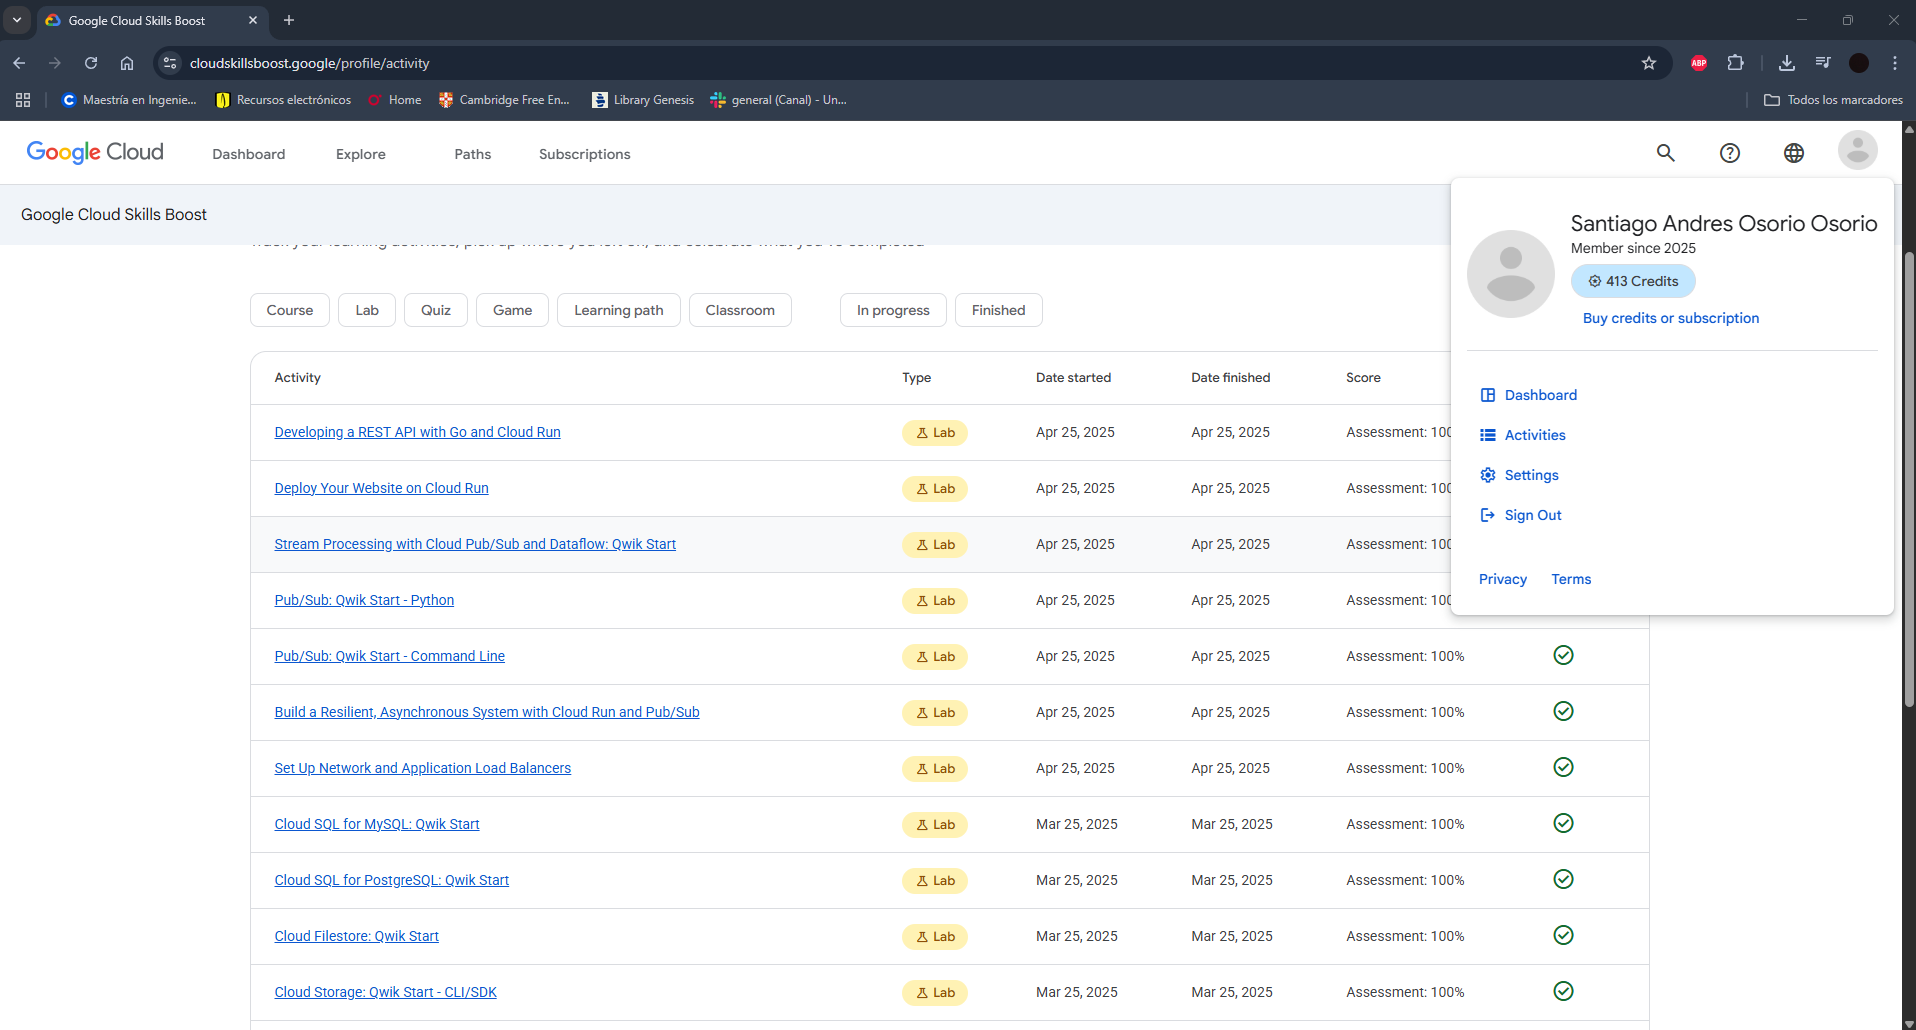 Google Cloud Skills Boost
cloudskillsboost.google/profile/activity
ABP
Maestría en Ingenie...
Recursos electrónicos
Home
Cambridge Free En...
Library Genesis
general (Canal) - Un...
Todos los marcadores
Google Cloud
Dashboard
Explore
Paths
Subscriptions
Google Cloud Skills Boost
Course
Lab
Quiz
Game
Learning path
Classroom
In progress
Finished
Activity Type Date started Date finished Score
Developing a REST API with Go and Cloud Run Lab Apr 25, 2025 Apr 25, 2025 Assessment: 100
Deploy Your Website on Cloud Run Lab Apr 25, 2025 Apr 25, 2025 Assessment: 100
Stream Processing with Cloud Pub/Sub and Dataflow: Qwik Start Lab Apr 25, 2025 Apr 25, 2025 Assessment: 100
Pub/Sub: Qwik Start - Python Lab Apr 25, 2025 Apr 25, 2025 Assessment: 100
Pub/Sub: Qwik Start - Command Line Lab Apr 25, 2025 Apr 25, 2025 Assessment: 100%
Build a Resilient, Asynchronous System with Cloud Run and Pub/Sub Lab Apr 25, 2025 Apr 25, 2025 Assessment: 100%
Set Up Network and Application Load Balancers Lab Apr 25, 2025 Apr 25, 2025 Assessment: 100%
Cloud SQL for MySQL: Qwik Start Lab Mar 25, 2025 Mar 25, 2025 Assessment: 100%
Cloud SQL for PostgreSQL: Qwik Start Lab Mar 25, 2025 Mar 25, 2025 Assessment: 100%
Cloud Filestore: Qwik Start Lab Mar 25, 2025 Mar 25, 2025 Assessment: 100%
Cloud Storage: Qwik Start - CLI/SDK Lab Mar 25, 2025 Mar 25, 2025 Assessment: 100%
Santiago Andres Osorio Osorio
Member since 2025
413 Credits
Buy credits or subscription
Dashboard
Activities
Settings
Sign Out
Privacy Terms